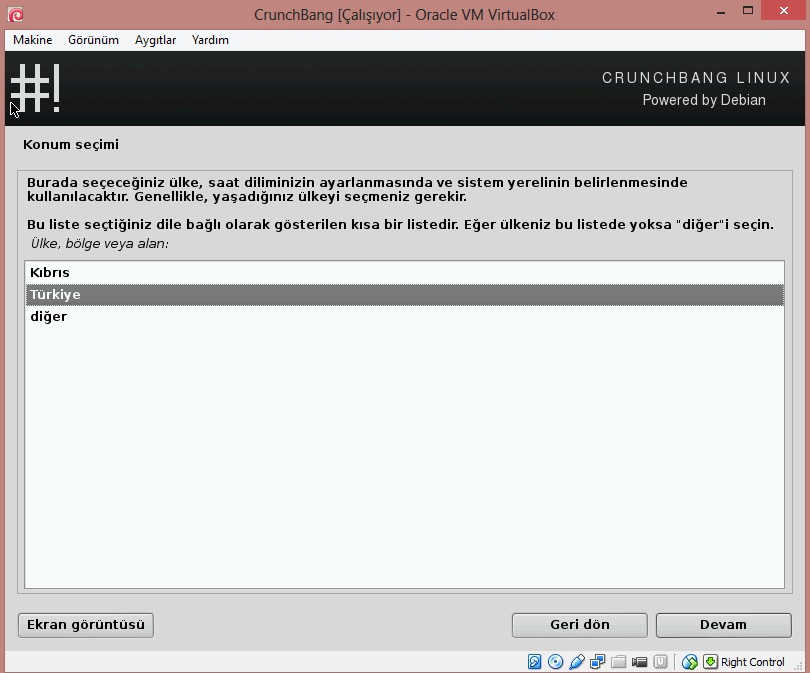 CrunchBang [Çalışıyor] - Oracle VM VirtualBox
Makine Görünüm Aygıtlar Yardım
#!
CRUNCHBANG LINUX
Powered by Debian
Konum seçimi
Burada seçeceğiniz ülke, saat diliminizin ayarlanmasında ve sistem yerelinin belirlenmesinde
kullanılacaktır. Genellikle, yaşadığınız ülkeyi seçmeniz gerekir.
Bu liste seçtiğiniz dile bağlı olarak gösterilen kısa bir listedir. Eğer ülkeniz bu listede yoksa "diğer"i seçin.
Ülke, bölge veya alan:
Kıbrıs
Türkiye
diğer
Ekran görüntüsü Geri dön Devam
Right Control